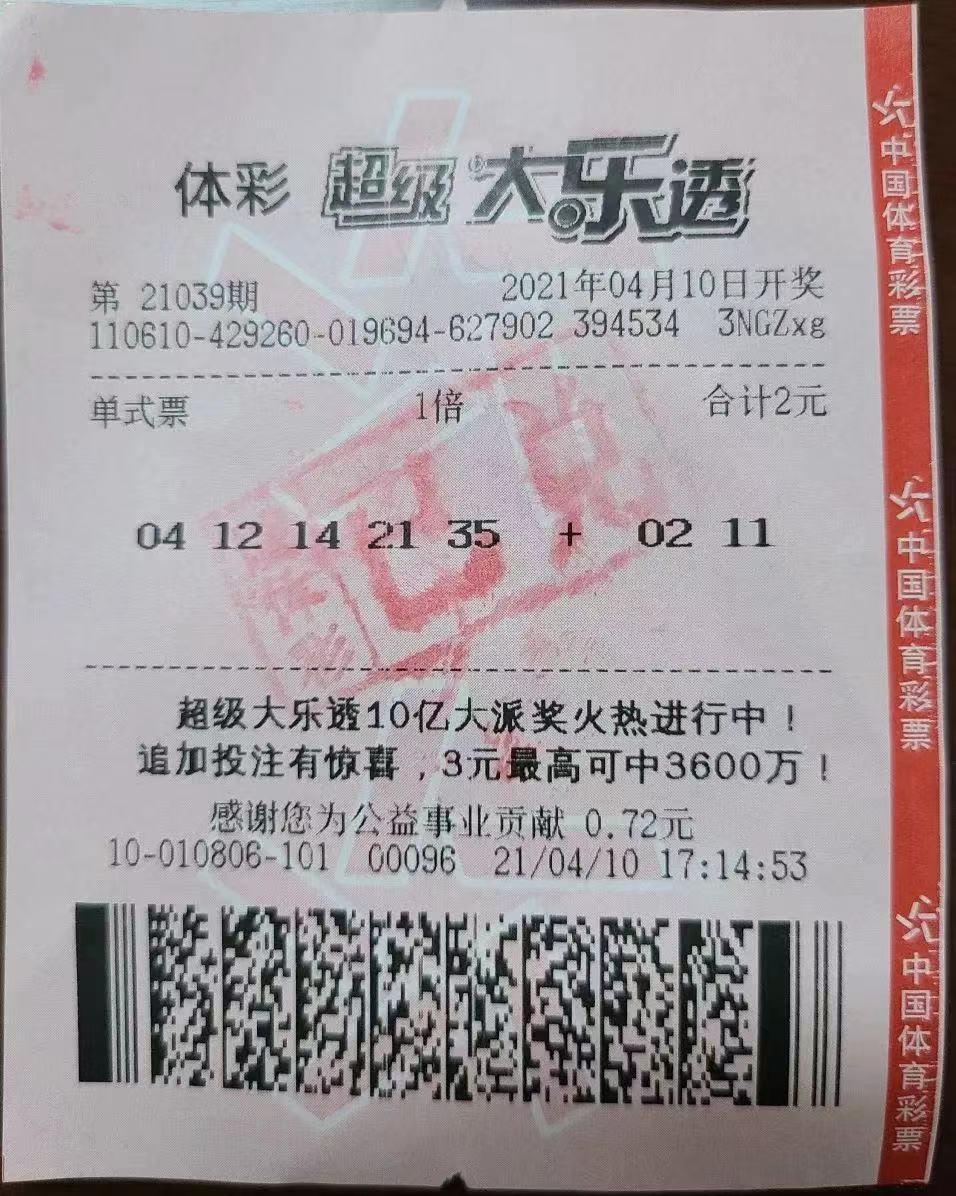 体彩 超级大乐透
第 21039期 2021年04月10日开奖
110610-429260-019694-627902 394534 3NGZxg
单式票 1倍 合计2元
04 12 14 21 35 + 02 11
已兑
超级大乐透10亿大派奖火热进行中！
追加投注有惊喜，3元最高可中3600万！
感谢您为公益事业贡献 0.72元
10-010806-101 00096 21/04/10 17:14:53
中国体育彩票
中国体育彩票
中国体育彩票